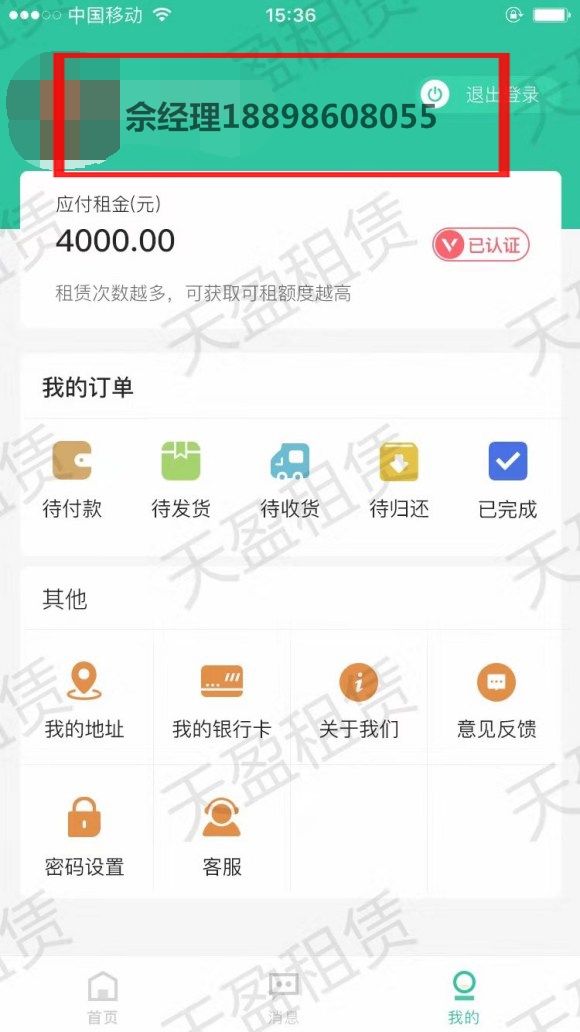 中国移动 15:36
退出登录
佘经理18898608055
应付租金(元)
4000.00
已认证
租赁次数越多，可获取可租额度越高
我的订单
待付款 待发货 待收货 待归还 已完成
其他
我的地址 我的银行卡 关于我们 意见反馈
密码设置 客服
首页 消息 我的
天盈租赁